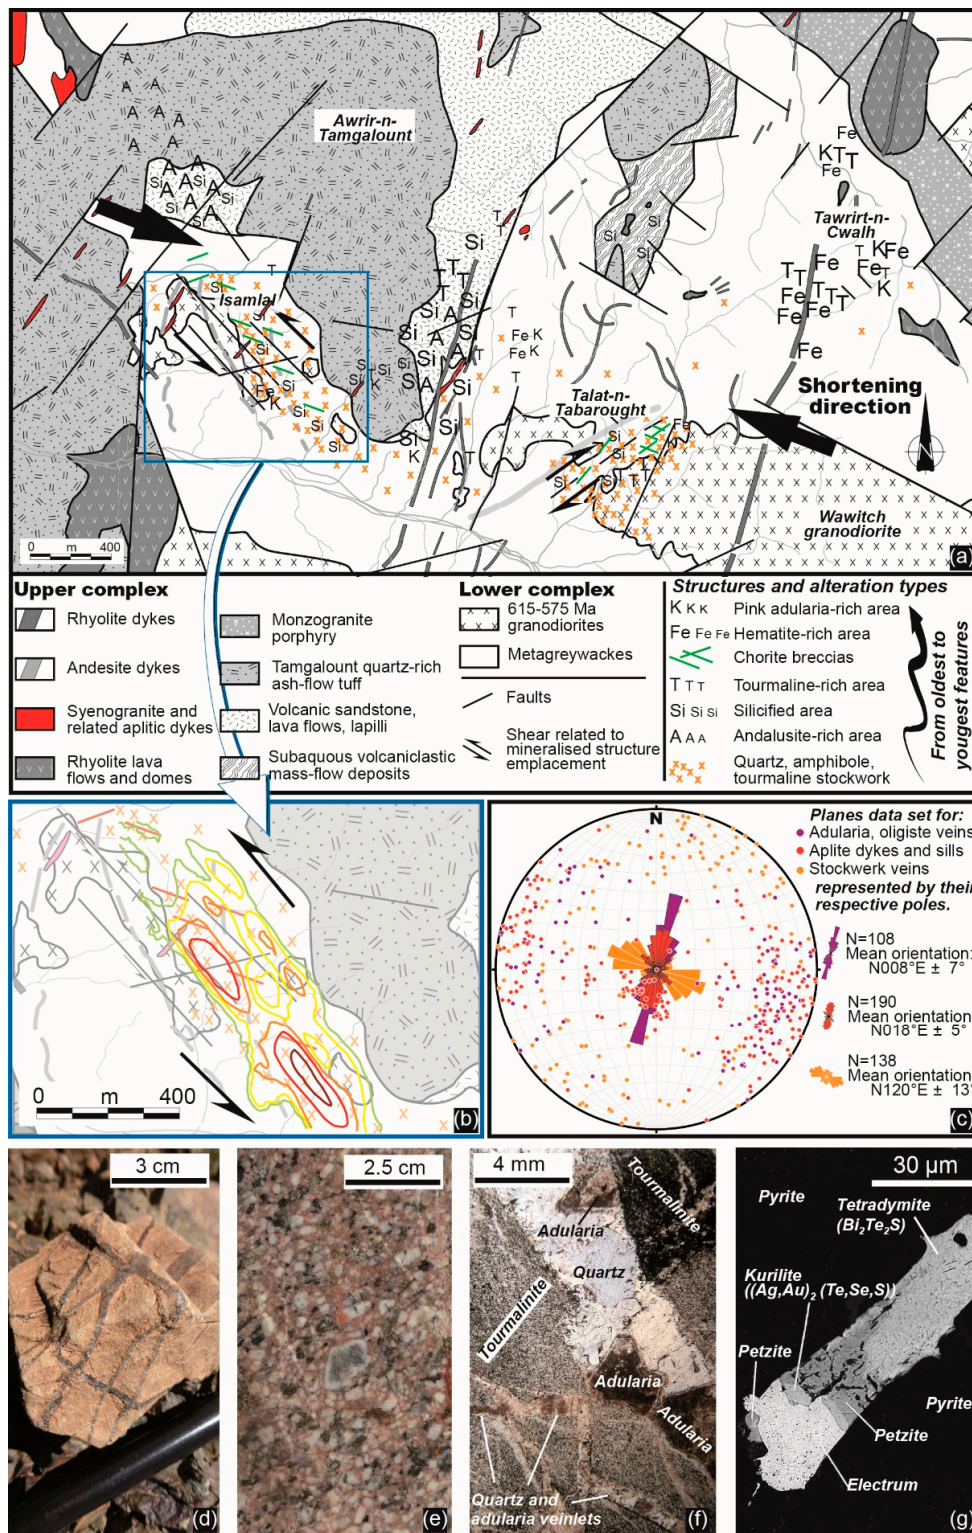 Awrir-n-
Tamgalount
Isamlal
Tawrirt-n-
Cwalh
Talat-n-
Tabarought
Shortening
direction
Wawitch
granodiorite
0 m 400
(a)
Upper complex
Rhyolite dykes
Andesite dykes
Syenogranite and
related aplitic dykes
Rhyolite lava
flows and domes
Monzogranite
porphyry
Tamgalount quartz-rich
ash-flow tuff
Volcanic sandstone,
lava flows, lapilli
Subaquous volcaniclastic
mass-flow deposits
Lower complex
615-575 Ma
granodiorites
Metagreywackes
Faults
Shear related to
mineralised structure
emplacement
Structures and alteration types
K K K Pink adularia-rich area
Fe Fe Fe Hematite-rich area
Chorite breccias
T T T Tourmaline-rich area
Si Si Si Silicified area
A A A Andalusite-rich area
Quartz, amphibole,
tourmaline stockwork
From oldest to
yougest features
0 m 400
(b)
N
Planes data set for:
Adularia, oligiste veins
Aplite dykes and sills
Stockwerk veins
represented by their
respective poles.
N=108
Mean orientation:
N008°E ± 7°
N=190
Mean orientation:
N018°E ± 5°
N=138
Mean orientation
N120°E ± 13°
(c)
3 cm
(d)
2.5 cm
(e)
4 mm
Tourmalinite
Adularia
Quartz
Tourmalinite
Adularia
Adularia
Quartz and
adularia veinlets
(f)
30 µm
Pyrite
Tetradymite
(Bi2Te2S)
Kurilite
((Ag,Au)2 (Te,Se,S))
Petzite
Pyrite
Petzite
Electrum
(g)